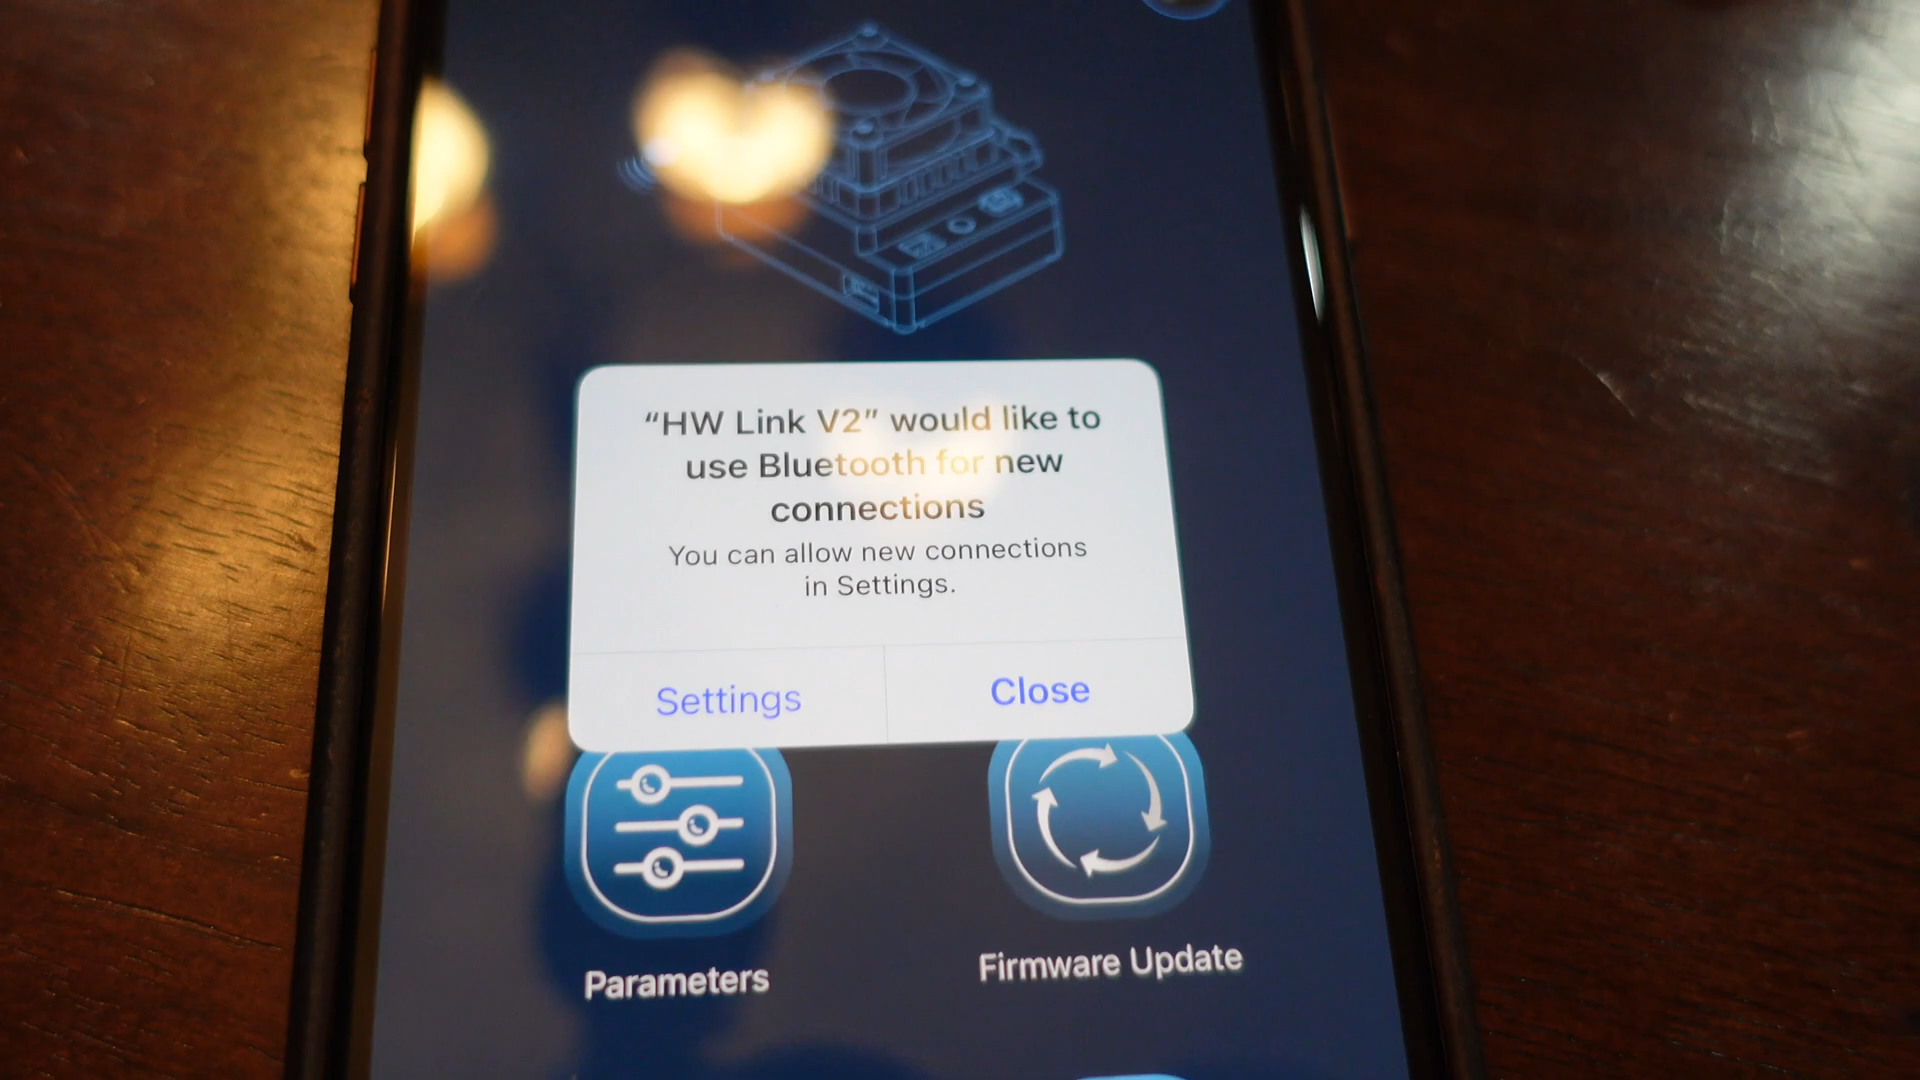 “HW Link V2” would like to
use Bluetooth for new
connections
You can allow new connections
in Settings.
Settings
Close
Parameters
Firmware Update